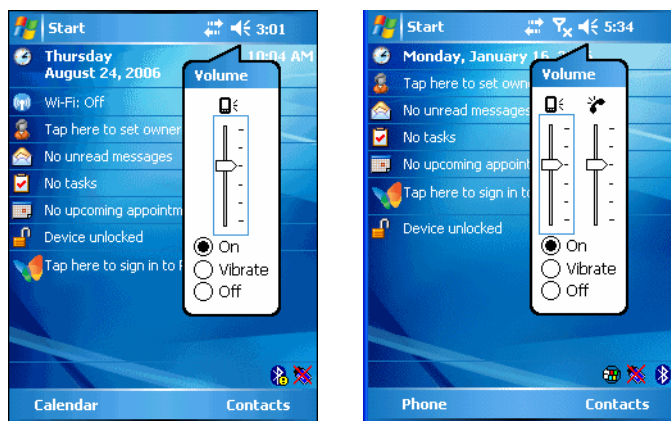 Start 3:01
Thursday 10:04 AM
August 24, 2006
Volume
Wi-Fi: Off
Tap here to set owner
No unread messages
No tasks
No upcoming appointm
Device unlocked
On
Tap here to sign in to
Vibrate
Off
Calendar Contacts
Start 5:34
Monday, January 16,
Volume
Tap here to set own
No unread messages
No tasks
No upcoming appoint
Tap here to sign in to
Device unlocked
On
Vibrate
Off
Phone Contacts